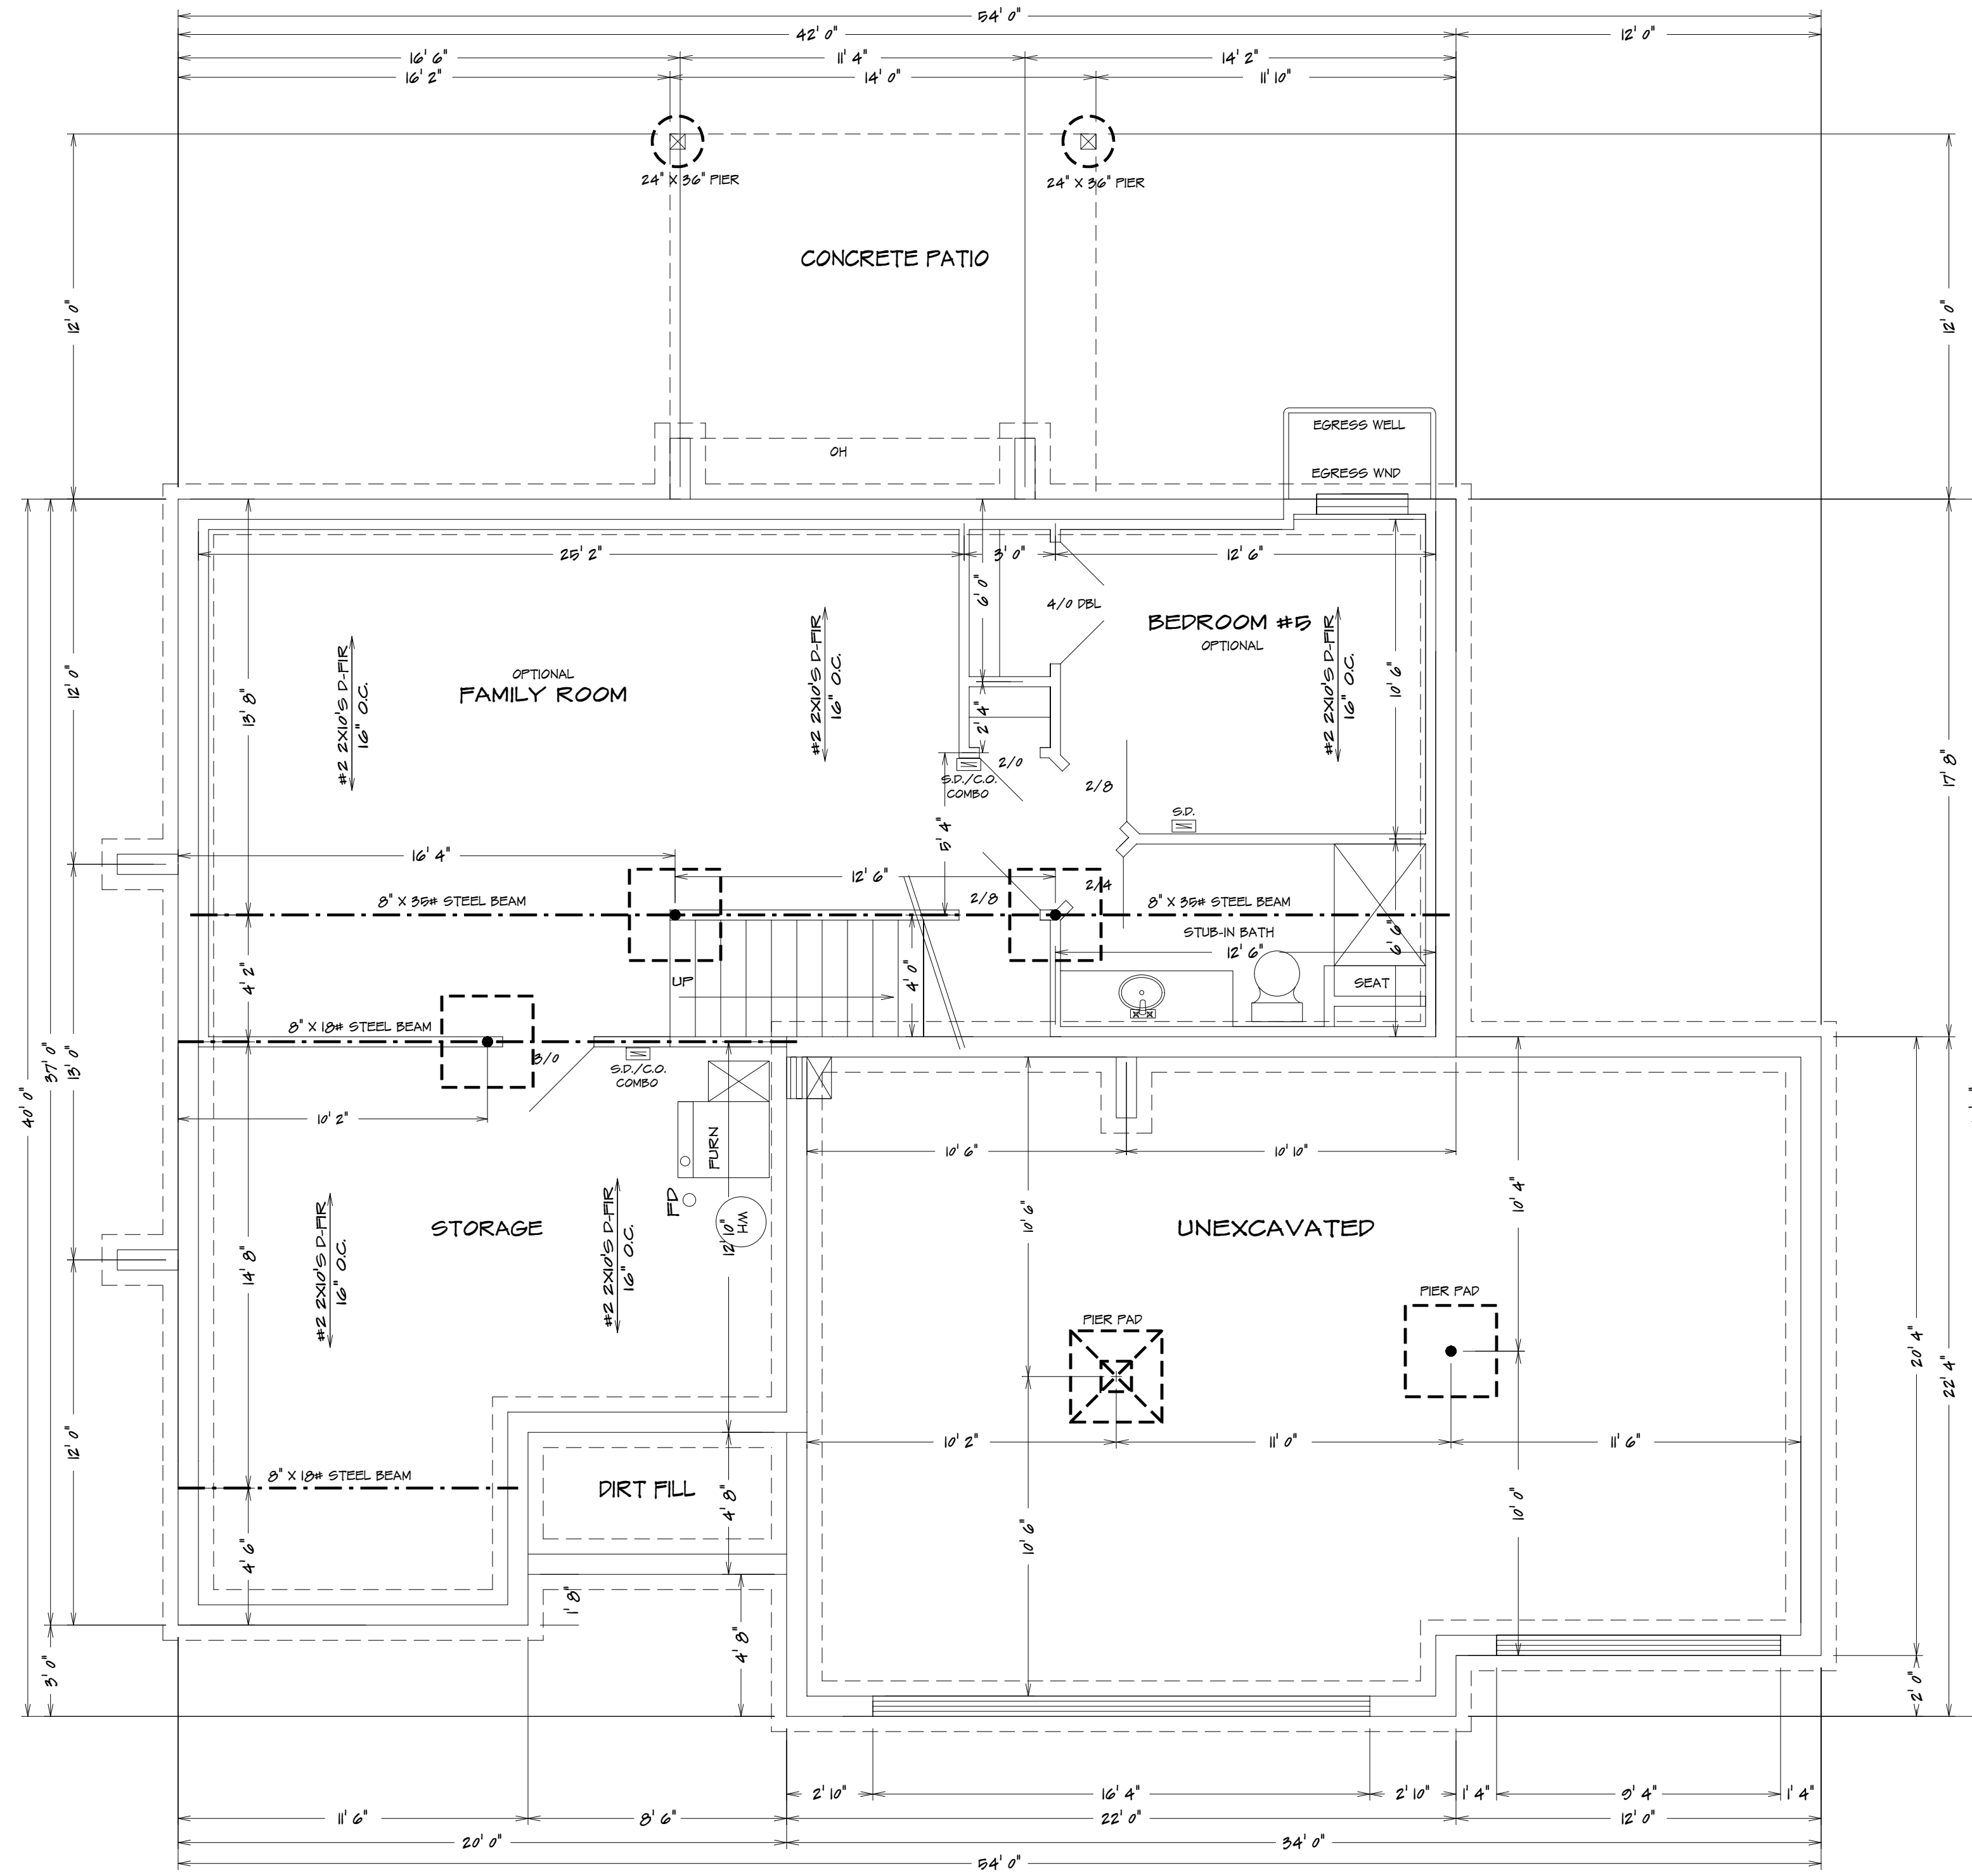 54' 0"
42' 0" 12' 0"
16' 6" 11' 4" 14' 2"
16' 2" 14' 0" 11' 10"
24" X 36" PIER
24" X 36" PIER
CONCRETE PATIO
12' 0"
12' 0"
EGRESS WELL
OH
EGRESS WND
25' 2" 3' 0" 12' 6"
6' 0"
4/0 DBL
BEDROOM #5
OPTIONAL
OPTIONAL
FAMILY ROOM
#2 2X10'S D-FIR
16" O.C.
#2 2X10'S D-FIR
16" O.C.
#2 2X10'S D-FIR
16" O.C.
12' 0"
13' 8"
10' 6"
2' 4"
17' 8"
2/0
S.D./C.O.
COMBO
2/8
S.D.
5' 4"
16' 4"
12' 6"
2/8
2/4
8" X 35# STEEL BEAM
8" X 35# STEEL BEAM
STUB-IN BATH
12' 6"
6' 6"
4' 2"
4' 0"
UP
SEAT
8" X 18# STEEL BEAM
3/0
S.D./C.O.
COMBO
40' 0"
37' 0"
13' 0"
10' 2"
FURN
FD
WH
12' 10"
10' 6" 10' 10"
10' 6"
10' 4"
STORAGE
UNEXCAVATED
#2 2X10'S D-FIR
16" O.C.
#2 2X10'S D-FIR
16" O.C.
14' 8"
PIER PAD
PIER PAD
20' 4"
22' 4"
12' 0"
10' 2" 11' 0" 11' 6"
8" X 18# STEEL BEAM
DIRT FILL
4' 8"
10' 6"
10' 0"
4' 6"
1' 8"
4' 8"
3' 0"
2' 0"
2' 10" 16' 4" 2' 10" 1' 4" 9' 4" 1' 4"
11' 6" 8' 6" 22' 0" 12' 0"
20' 0" 34' 0"
54' 0"